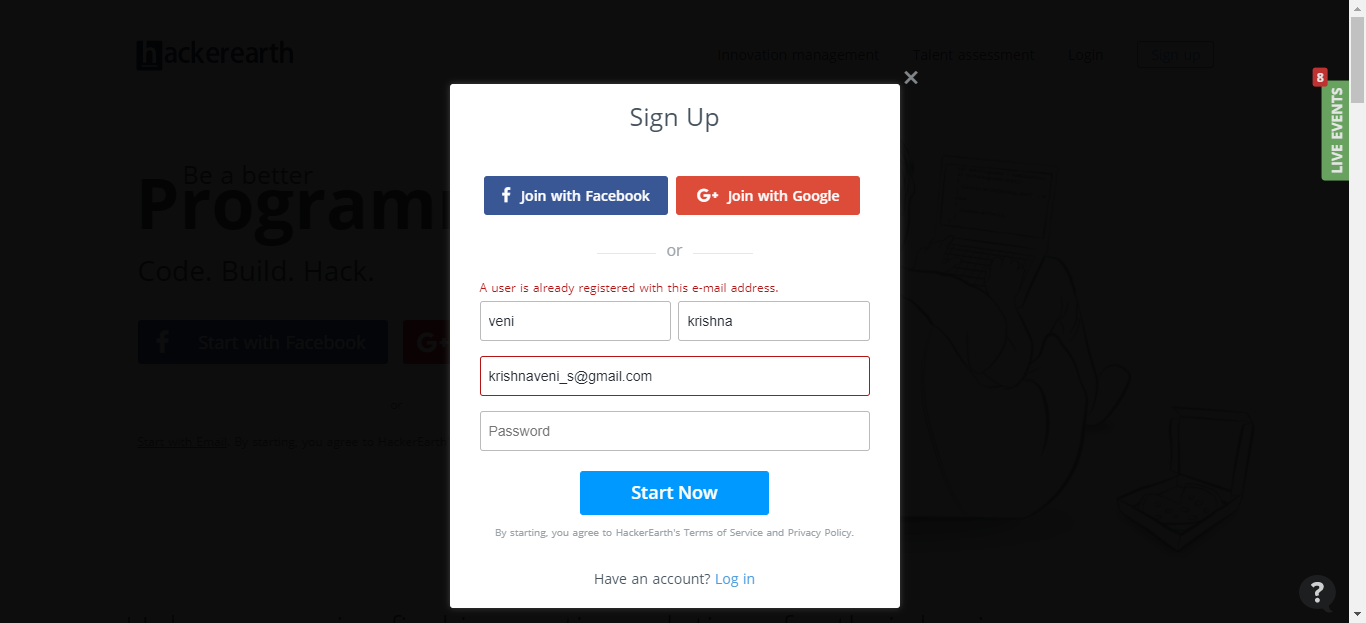 hackerearth
Innovation management Talent assessment Login Sign up
×
8
LIVE EVENTS
Sign Up
Be a better
Programm
Code. Build. Hack.
f Join with Facebook G+ Join with Google
or
A user is already registered with this e-mail address.
veni krishna
f Start with Facebook G+
krishnaveni_s@gmail.com
or
Password
Start with Email. By starting, you agree to HackerEarth
Start Now
By starting, you agree to HackerEarth's Terms of Service and Privacy Policy.
Have an account? Log in
?